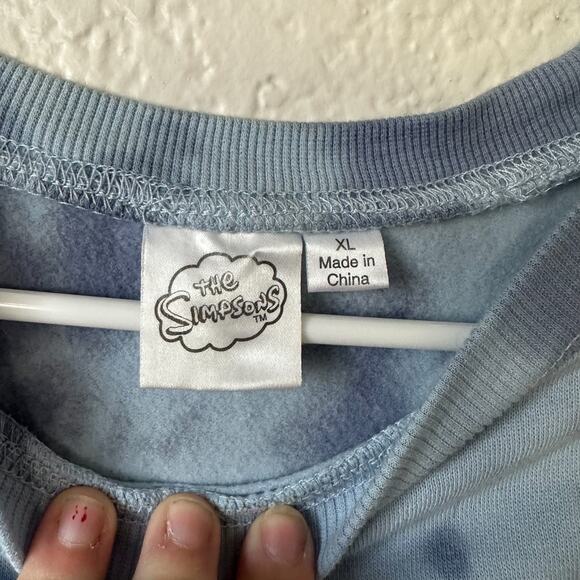 THE
SIMPSONS
TM
XL
Made in
China